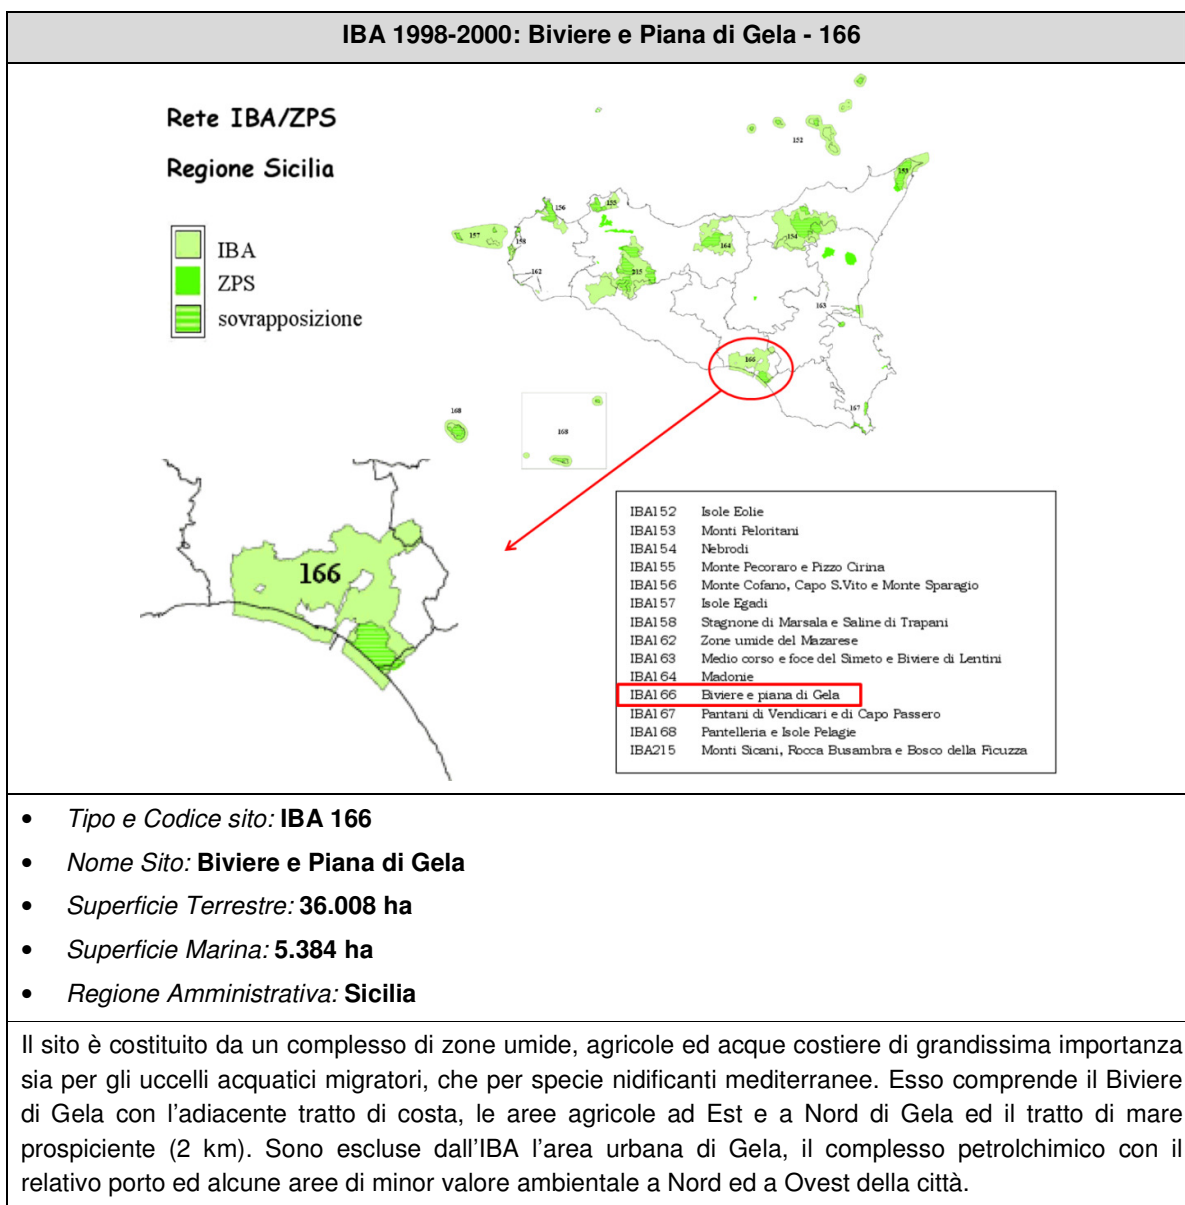 IBA 1998-2000: Biviere e Piana di Gela - 166
Rete IBA/ZPS
Regione Sicilia
IBA
ZPS
sovrapposizione
152
153
156
155
157
158
154
164
215
162
163
166
167
168
168
166
IBA152 Isole Eolie
IBA153 Monti Peloritani
IBA154 Nebrodi
IBA155 Monte Pecoraro e Pizzo Cirina
IBA156 Monte Cofano, Capo S.Vito e Monte Sparagio
IBA157 Isole Egadi
IBA158 Stagnone di Marsala e Saline di Trapani
IBA162 Zone umide del Mazarese
IBA163 Medio corso e foce del Simeto e Biviere di Lentini
IBA164 Madonie
IBA166 Biviere e piana di Gela
IBA167 Pantani di Vendicari e di Capo Passero
IBA168 Pantelleria e Isole Pelagie
IBA215 Monti Sicani, Rocca Busambra e Bosco della Ficuzza
• Tipo e Codice sito: IBA 166
• Nome Sito: Biviere e Piana di Gela
• Superficie Terrestre: 36.008 ha
• Superficie Marina: 5.384 ha
• Regione Amministrativa: Sicilia
Il sito è costituito da un complesso di zone umide, agricole ed acque costiere di grandissima importanza
sia per gli uccelli acquatici migratori, che per specie nidificanti mediterranee. Esso comprende il Biviere
di Gela con l'adiacente tratto di costa, le aree agricole ad Est e a Nord di Gela ed il tratto di mare
prospiciente (2 km). Sono escluse dall'IBA l'area urbana di Gela, il complesso petrolchimico con il
relativo porto ed alcune aree di minor valore ambientale a Nord ed a Ovest della città.